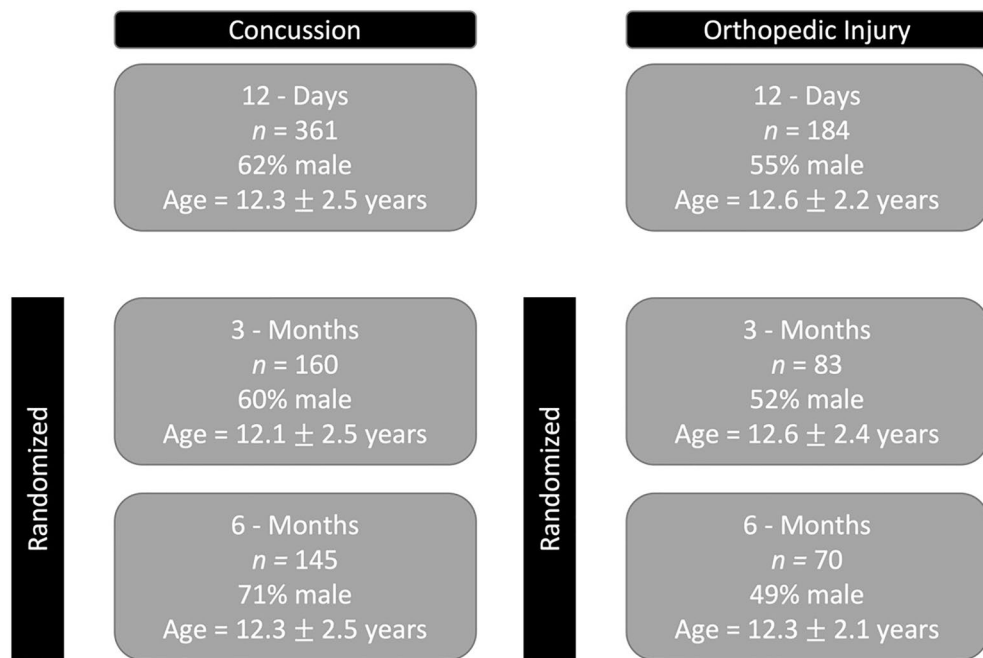 Concussion
12 - Days
n = 361
62% male
Age = 12.3 ± 2.5 years
Orthopedic Injury
12 - Days
n = 184
55% male
Age = 12.6 ± 2.2 years
Randomized
3 - Months
n = 160
60% male
Age = 12.1 ± 2.5 years
6 - Months
n = 145
71% male
Age = 12.3 ± 2.5 years
Randomized
3 - Months
n = 83
52% male
Age = 12.6 ± 2.4 years
6 - Months
n = 70
49% male
Age = 12.3 ± 2.1 years